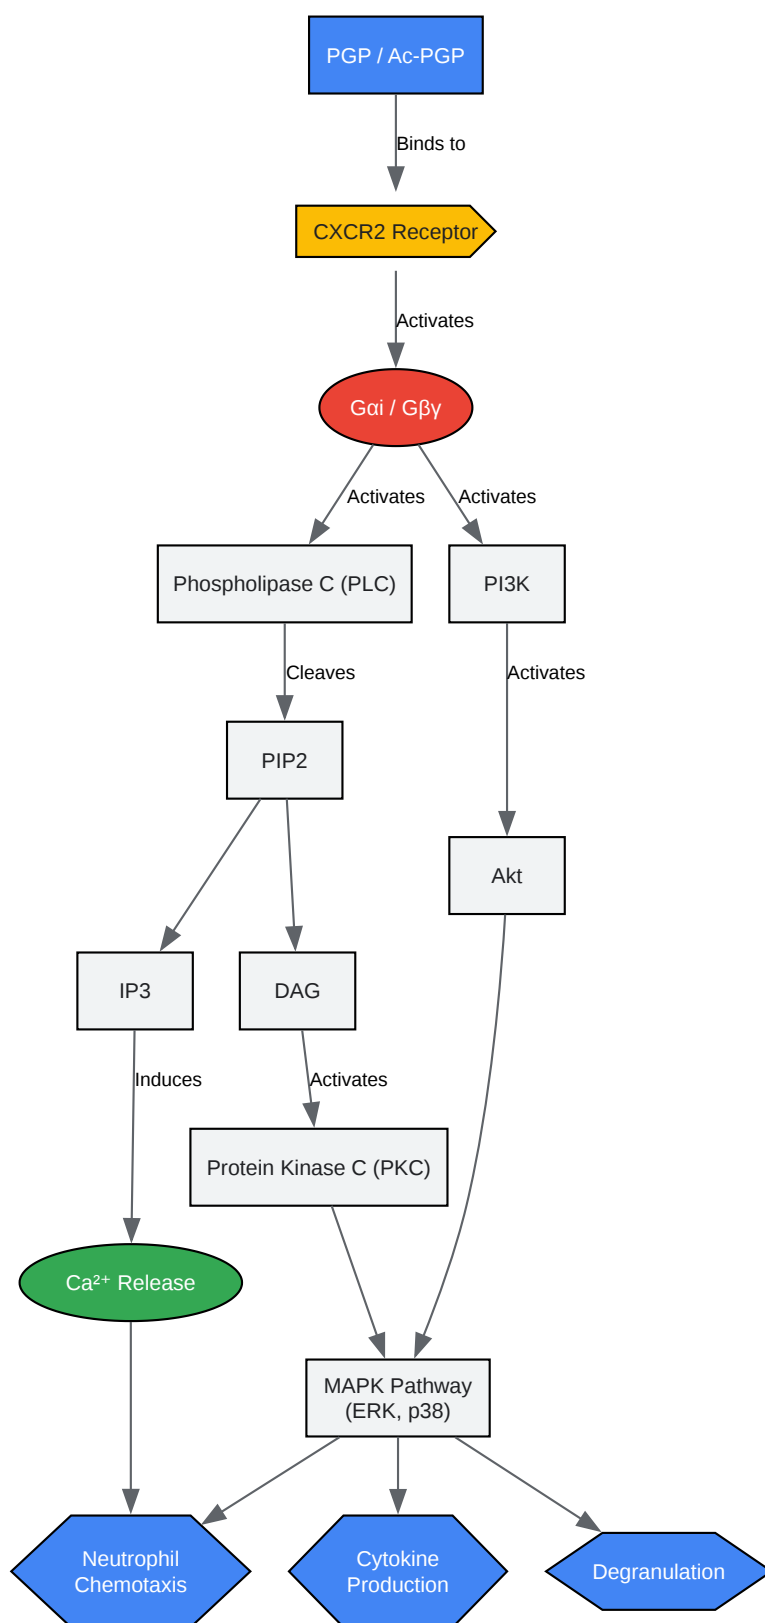 PGP / Ac-PGP
Binds to
CXCR2 Receptor
Activates
Gαi / Gβγ
Activates
Activates
Phospholipase C (PLC)
PI3K
Cleaves
Activates
PIP2
Akt
IP3
DAG
Induces
Activates
Protein Kinase C (PKC)
Ca²⁺ Release
MAPK Pathway
(ERK, p38)
Neutrophil
Chemotaxis
Cytokine
Production
Degranulation